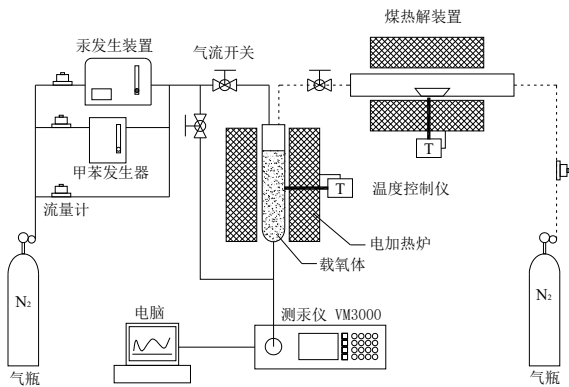 煤热解装置
汞发生装置
气流开关
甲苯发生器
T
流量计
T
温度控制仪
电加热炉
载氧体
N2
N2
电脑
测汞仪 VM3000
气瓶
气瓶